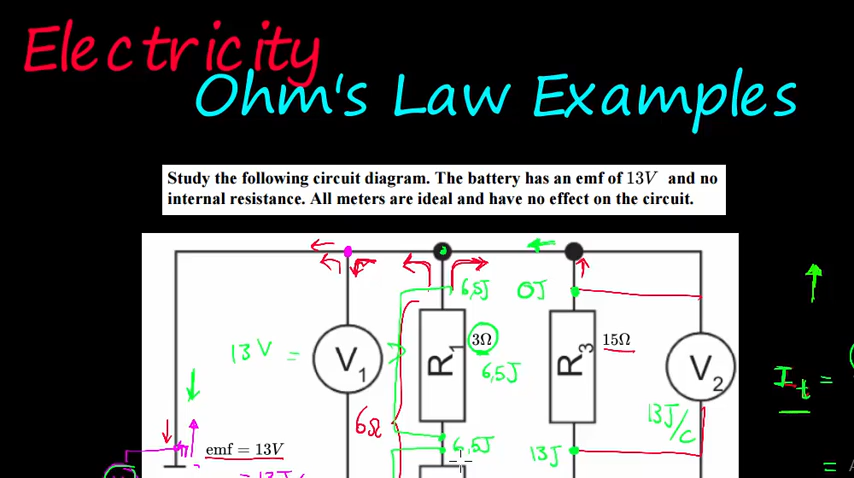 Electricity
Ohm's Law Examples
Study the following circuit diagram. The battery has an emf of 13V and no
internal resistance. All meters are ideal and have no effect on the circuit.
6,5J
0J
3Ω
15Ω
R1
R3
13V =
V1
V2
6,5J
It =
13J/C
6Ω
6,5J
13J
emf = 13V
= 13J
=